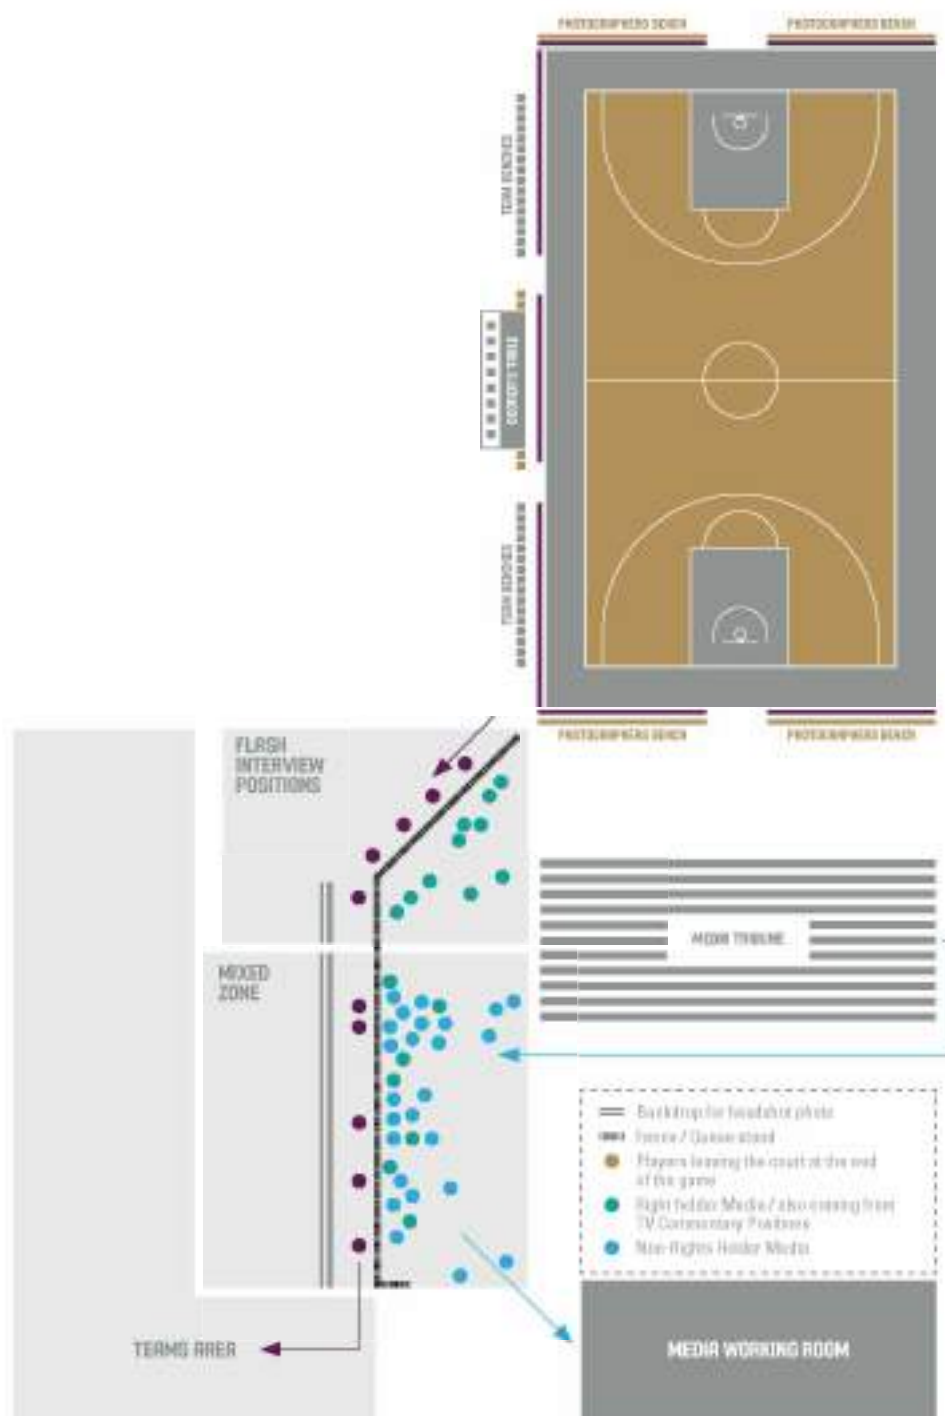 PHOTOGRAPHERS BENCH
PHOTOGRAPHERS BENCH
TEAM BENCHES
SCORER'S TABLE
TEAM BENCHES
PHOTOGRAPHERS BENCH
PHOTOGRAPHERS BENCH
FLASH
INTERVIEW
POSITIONS
MEDIA TRIBUNE
MIXED
ZONE
Backdrop for headshot photo
Fence / Queue stand
Players leaving the court at the end
of the game
Right holder Media / also coming from
TV Commentary Positions
Non-Rights Holder Media
TEAMS AREA
MEDIA WORKING ROOM